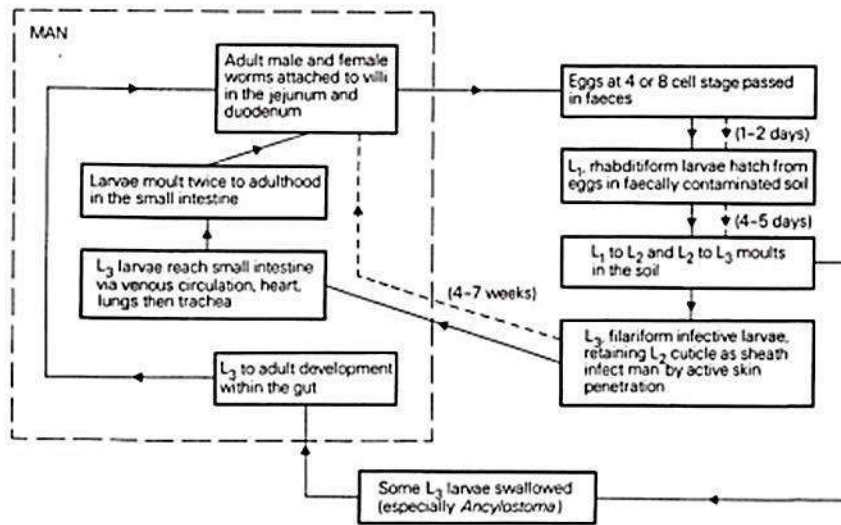 MAN
Adult male and female
worms attached to villi
in the jejunum and
duodenum
Larvae moult twice to adulthood
in the small intestine
L₃ larvae reach small intestine
via venous circulation, heart,
lungs then trachea
L₃ to adult development
within the gut
Eggs at 4 or 8 cell stage passed
in faeces
(1–2 days)
L₁, rhabditiform larvae hatch from
eggs in faecally contaminated soil
(4–5 days)
L₁ to L₂ and L₂ to L₃ moults
in the soil
(4–7 weeks)
L₃, filariform infective larvae,
retaining L₂ cuticle as sheath
infect man by active skin
penetration
Some L₃ larvae swallowed
(especially Ancylostoma)